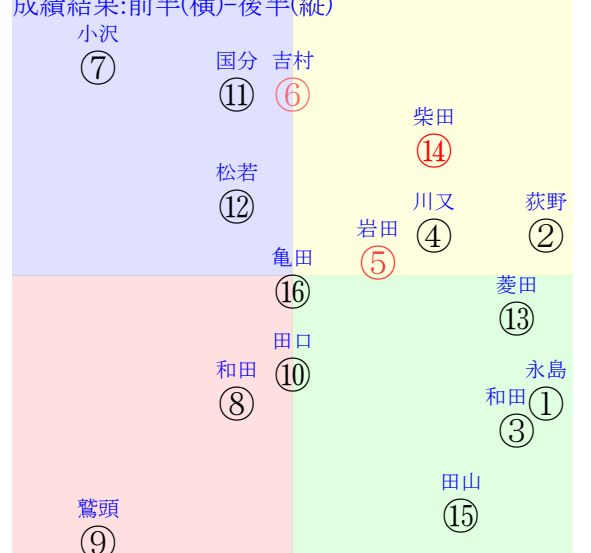 成績結果:前半(横)-後半(縦)
小沢
⑦
国分
⑪
吉村
⑥
柴田
⑭
松若
⑫
川又
④
荻野
②
岩田
⑤
亀田
⑯
菱田
⑬
田口
⑩
和田
⑧
永島
①
和田
③
田山
⑮
鷲頭
⑨